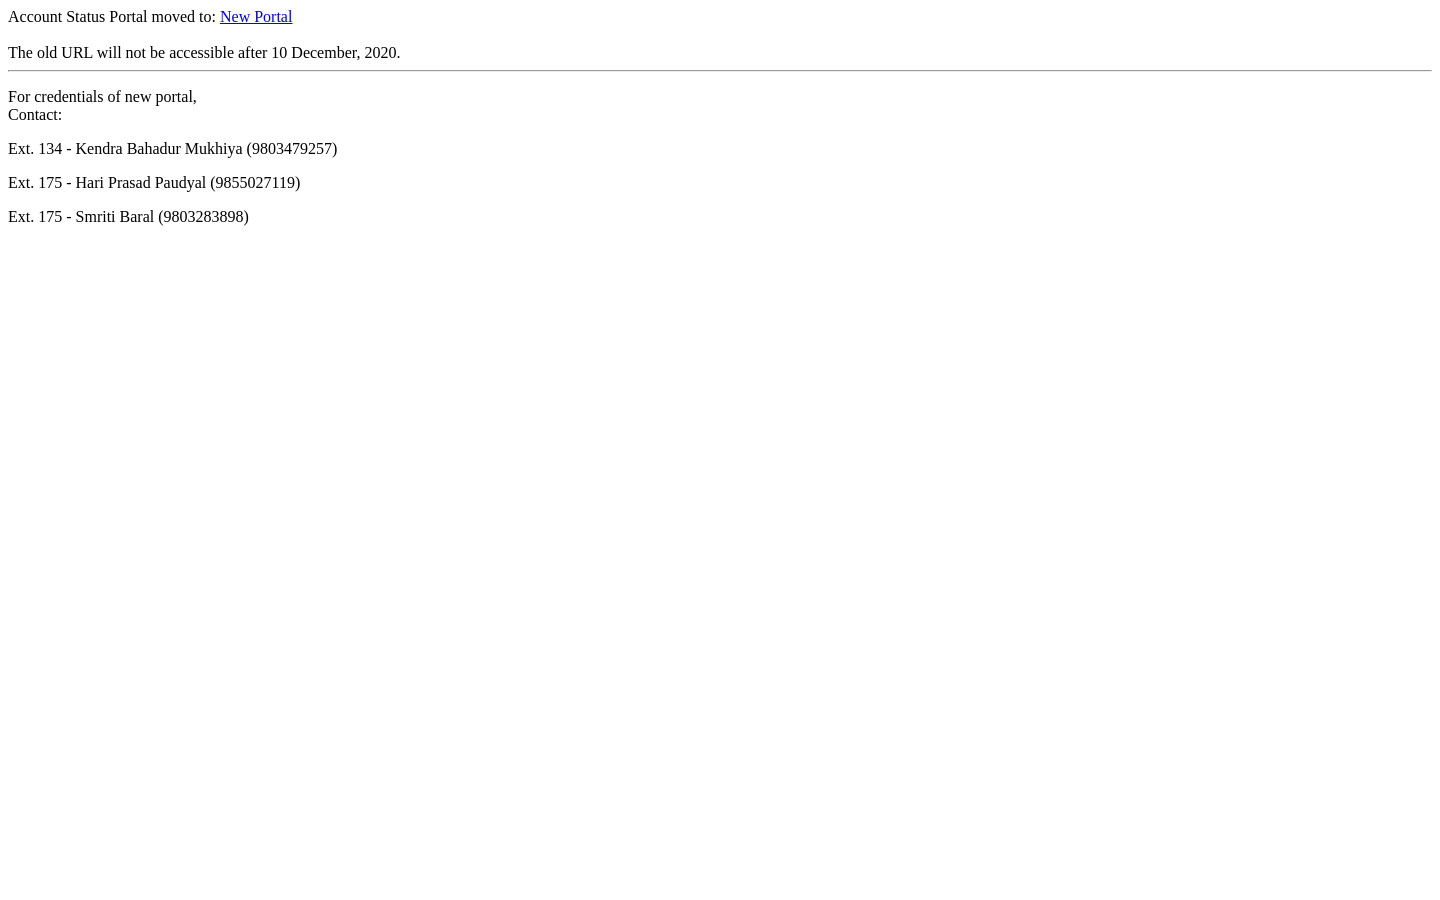 Account Status Portal moved to: New Portal
The old URL will not be accessible after 10 December, 2020.
For credentials of new portal,
Contact:
Ext. 134 - Kendra Bahadur Mukhiya (9803479257)
Ext. 175 - Hari Prasad Paudyal (9855027119)
Ext. 175 - Smriti Baral (9803283898)